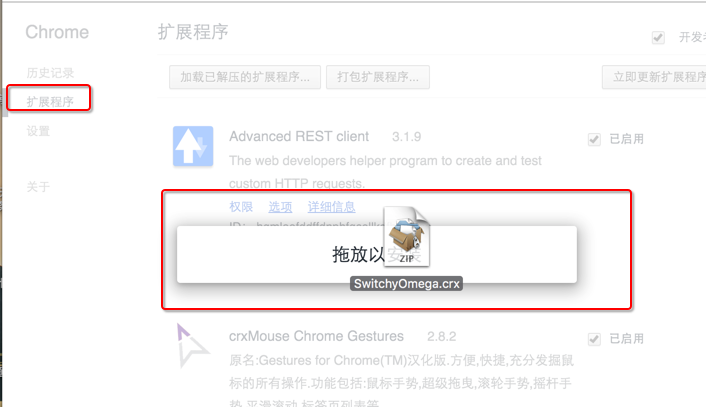 Chrome
扩展程序
历史记录
扩展程序
设置
关于
加载已解压的扩展程序...
打包扩展程序...
立即更新扩展程序
Advanced REST client 3.1.9
已启用
The web developers helper program to create and test
custom HTTP requests.
权限 选项 详细信息
拖放以安装
ZIP
SwitchyOmega.crx
crxMouse Chrome Gestures 2.8.2
已启用
原名:Gestures for Chrome(TM)汉化版.方便,快捷,充分发掘鼠
标的所有操作.功能包括:鼠标手势,超级拖曳,滚轮手势,摇杆手
势,平滑滚动,标签页列表等.